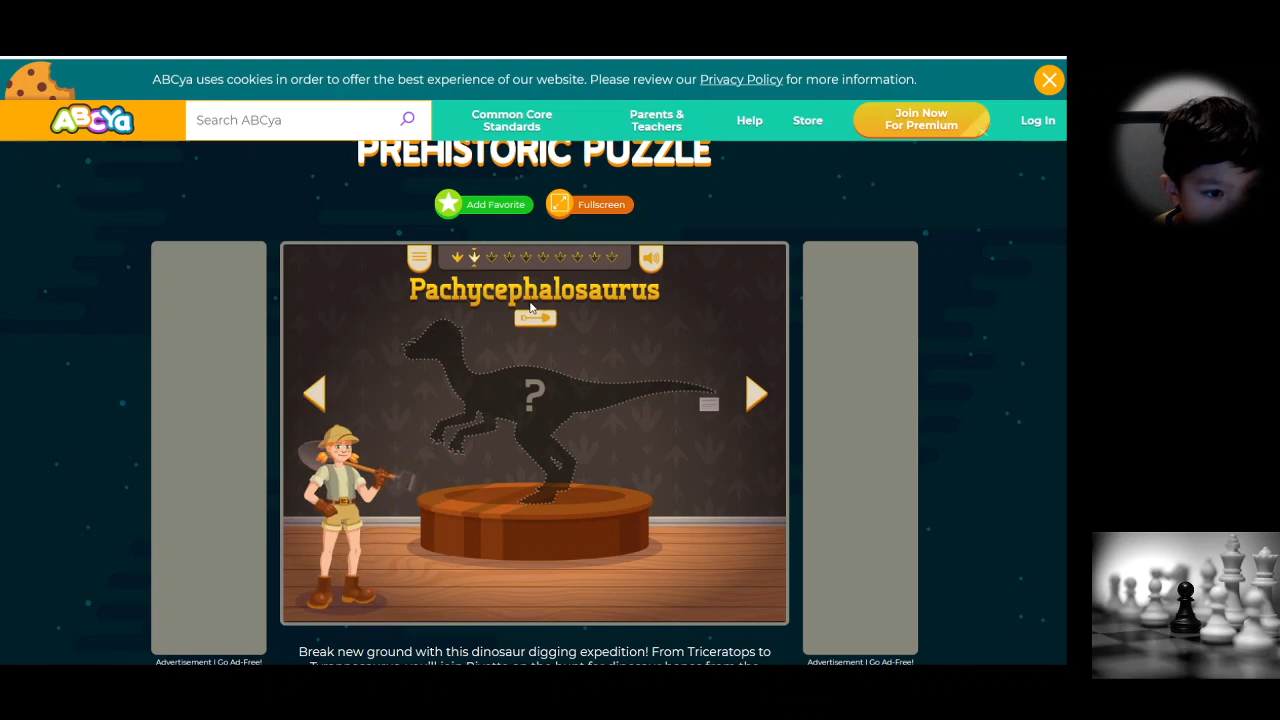 ABCya uses cookies in order to offer the best experience of our website. Please review our Privacy Policy for more information.
ABCya
Search ABCya
Common Core
Standards
Parents &
Teachers
Help
Store
Join Now
For Premium
Log In
PREHISTORIC PUZZLE
Add Favorite
Fullscreen
Pachycephalosaurus
?
Break new ground with this dinosaur digging expedition! From Triceratops to
Advertisement | Go Ad-Free!
Advertisement | Go Ad-Free!